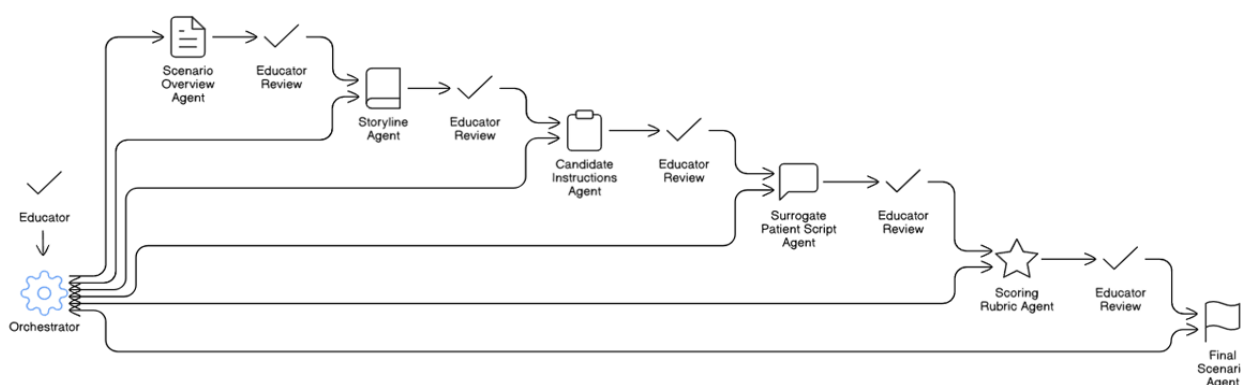 Scenario
Overview
Agent
Educator
Review
Storyline
Agent
Educator
Review
Candidate
Instructions
Agent
Educator
Review
Surrogate
Patient Script
Agent
Educator
Review
Educator
Orchestrator
Scoring
Rubric Agent
Educator
Review
Final
Scenari
Agent